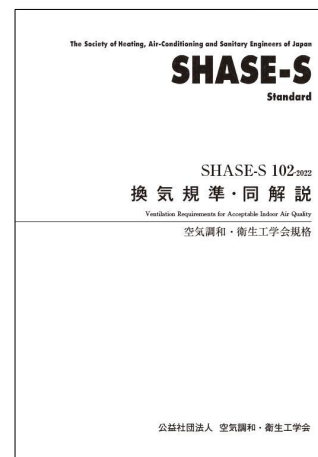 The Society of Heating, Air-Conditioning and Sanitary Engineers of Japan
SHASE-S
Standard
SHASE-S 102-2022
換気規準・同解説
Ventilation Requirements for Acceptable Indoor Air Quality
空気調和・衛生工学会規格
公益社団法人 空気調和・衛生工学会